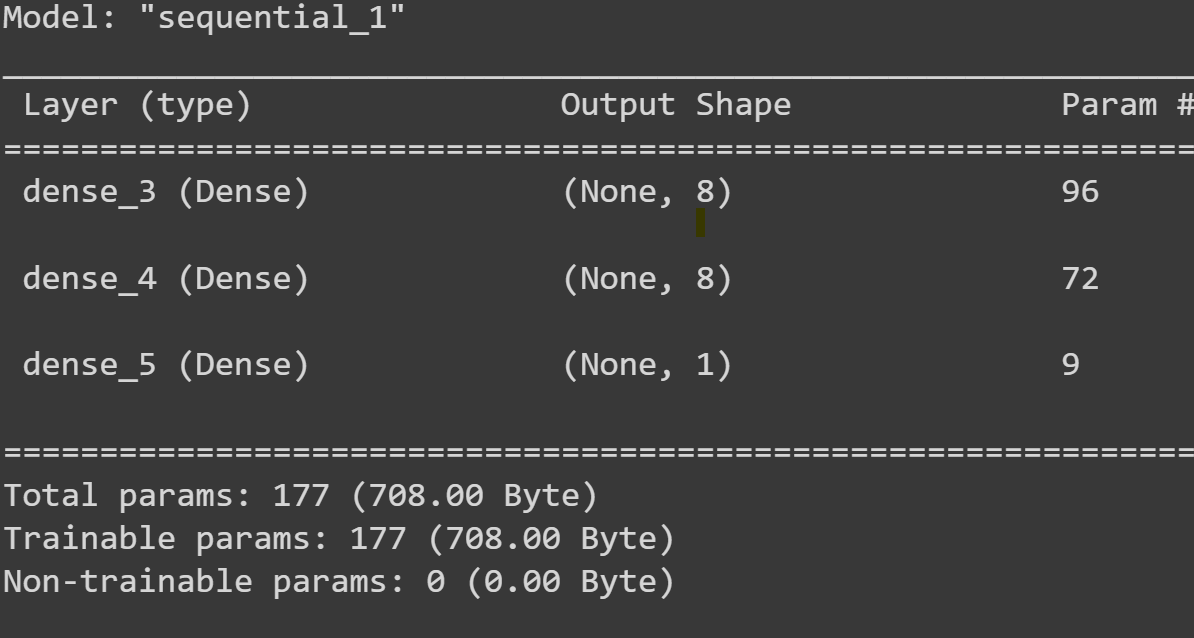 Model: "sequential_1"
_________________________________________________________________
Layer (type) Output Shape Param #
=================================================================
dense_3 (Dense) (None, 8) 96
dense_4 (Dense) (None, 8) 72
dense_5 (Dense) (None, 1) 9
=================================================================
Total params: 177 (708.00 Byte)
Trainable params: 177 (708.00 Byte)
Non-trainable params: 0 (0.00 Byte)